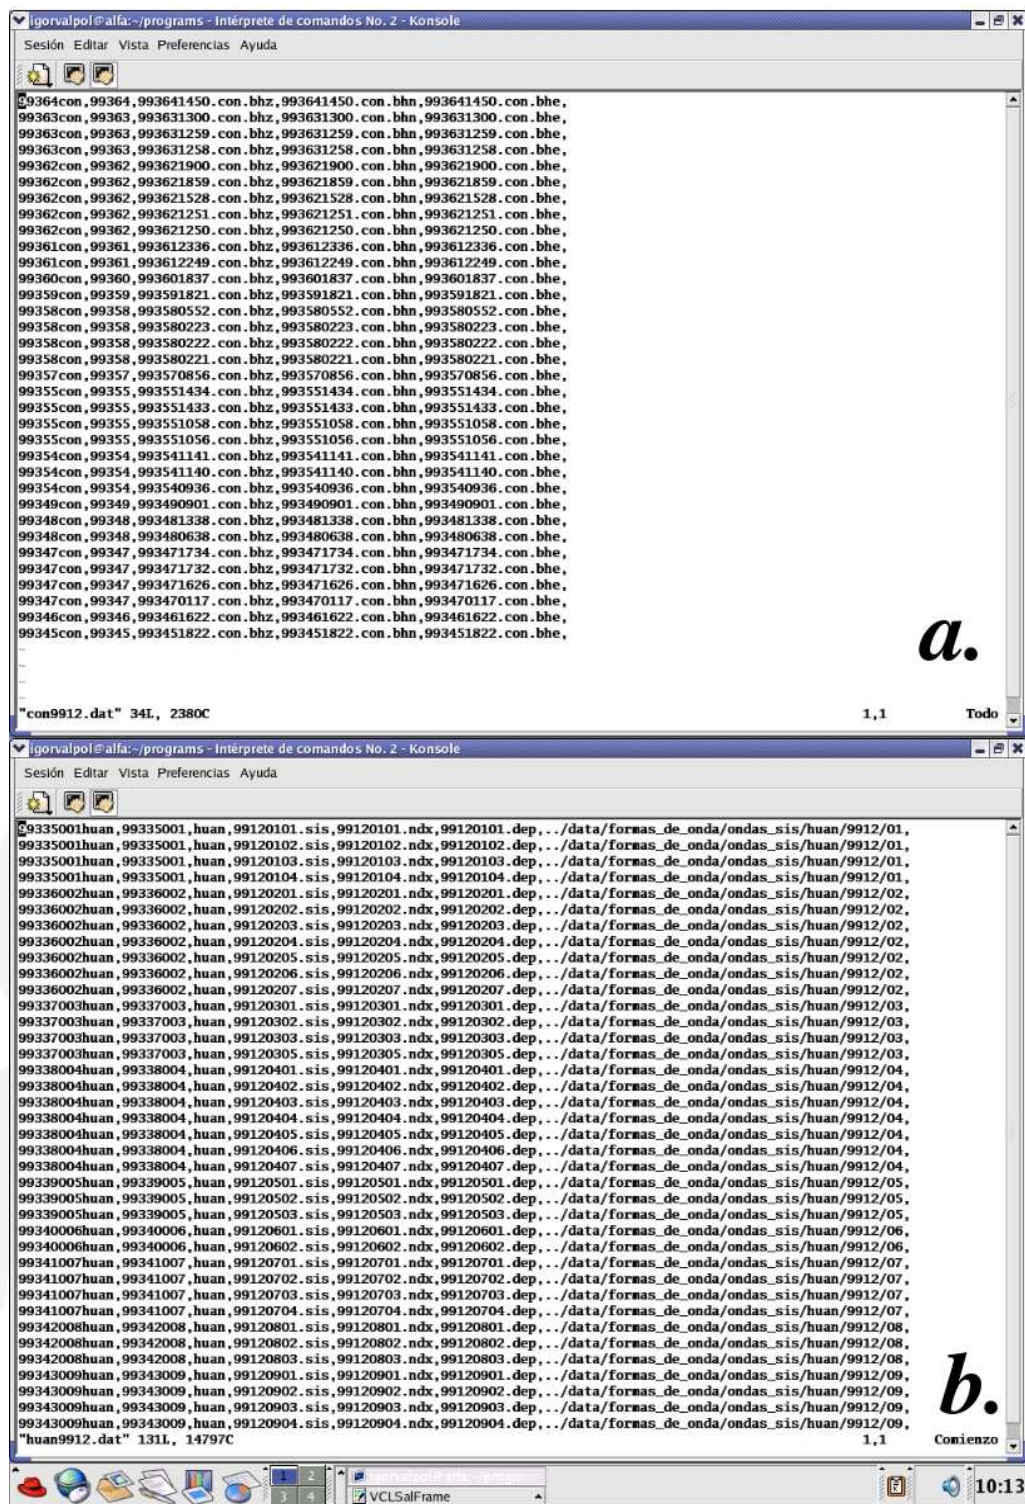 igorvalpol@alfa:~/programs - Intérprete de comandos No. 2 - Konsole
Sesión Editar Vista Preferencias Ayuda
99364con,99364,993641450.con.bhz,993641450.con.bhn,993641450.con.bhe,
99363con,99363,993631300.con.bhz,993631300.con.bhn,993631300.con.bhe,
99363con,99363,993631259.con.bhz,993631259.con.bhn,993631259.con.bhe,
99363con,99363,993631258.con.bhz,993631258.con.bhn,993631258.con.bhe,
99362con,99362,993621900.con.bhz,993621900.con.bhn,993621900.con.bhe,
99362con,99362,993621859.con.bhz,993621859.con.bhn,993621859.con.bhe,
99362con,99362,993621528.con.bhz,993621528.con.bhn,993621528.con.bhe,
99362con,99362,993621251.con.bhz,993621251.con.bhn,993621251.con.bhe,
99362con,99362,993621250.con.bhz,993621250.con.bhn,993621250.con.bhe,
99361con,99361,993612336.con.bhz,993612336.con.bhn,993612336.con.bhe,
99361con,99361,993612249.con.bhz,993612249.con.bhn,993612249.con.bhe,
99360con,99360,993601837.con.bhz,993601837.con.bhn,993601837.con.bhe,
99359con,99359,993591821.con.bhz,993591821.con.bhn,993591821.con.bhe,
99358con,99358,993580552.con.bhz,993580552.con.bhn,993580552.con.bhe,
99358con,99358,993580223.con.bhz,993580223.con.bhn,993580223.con.bhe,
99358con,99358,993580222.con.bhz,993580222.con.bhn,993580222.con.bhe,
99358con,99358,993580221.con.bhz,993580221.con.bhn,993580221.con.bhe,
99357con,99357,993570856.con.bhz,993570856.con.bhn,993570856.con.bhe,
99355con,99355,993551434.con.bhz,993551434.con.bhn,993551434.con.bhe,
99355con,99355,993551433.con.bhz,993551433.con.bhn,993551433.con.bhe,
99355con,99355,993551058.con.bhz,993551058.con.bhn,993551058.con.bhe,
99355con,99355,993551056.con.bhz,993551056.con.bhn,993551056.con.bhe,
99354con,99354,993541141.con.bhz,993541141.con.bhn,993541141.con.bhe,
99354con,99354,993541140.con.bhz,993541140.con.bhn,993541140.con.bhe,
99354con,99354,993540936.con.bhz,993540936.con.bhn,993540936.con.bhe,
99349con,99349,993490901.con.bhz,993490901.con.bhn,993490901.con.bhe,
99348con,99348,993481338.con.bhz,993481338.con.bhn,993481338.con.bhe,
99348con,99348,993480638.con.bhz,993480638.con.bhn,993480638.con.bhe,
99347con,99347,993471734.con.bhz,993471734.con.bhn,993471734.con.bhe,
99347con,99347,993471732.con.bhz,993471732.con.bhn,993471732.con.bhe,
99347con,99347,993471626.con.bhz,993471626.con.bhn,993471626.con.bhe,
99347con,99347,993470117.con.bhz,993470117.con.bhn,993470117.con.bhe,
99346con,99346,993461622.con.bhz,993461622.con.bhn,993461622.con.bhe,
99345con,99345,993451822.con.bhz,993451822.con.bhn,993451822.con.bhe,
~
~
~
~
a.
"con9912.dat" 34L, 2380C 1,1 Todo
igorvalpol@alfa:~/programs - Intérprete de comandos No. 2 - Konsole
Sesión Editar Vista Preferencias Ayuda
99335001huan,99335001,huan,99120101.sis,99120101.ndx,99120101.dep,../data/formas_de_onda/ondas_sis/huan/9912/01,
99335001huan,99335001,huan,99120102.sis,99120102.ndx,99120102.dep,../data/formas_de_onda/ondas_sis/huan/9912/01,
99335001huan,99335001,huan,99120103.sis,99120103.ndx,99120103.dep,../data/formas_de_onda/ondas_sis/huan/9912/01,
99335001huan,99335001,huan,99120104.sis,99120104.ndx,99120104.dep,../data/formas_de_onda/ondas_sis/huan/9912/01,
99336002huan,99336002,huan,99120201.sis,99120201.ndx,99120201.dep,../data/formas_de_onda/ondas_sis/huan/9912/02,
99336002huan,99336002,huan,99120202.sis,99120202.ndx,99120202.dep,../data/formas_de_onda/ondas_sis/huan/9912/02,
99336002huan,99336002,huan,99120203.sis,99120203.ndx,99120203.dep,../data/formas_de_onda/ondas_sis/huan/9912/02,
99336002huan,99336002,huan,99120204.sis,99120204.ndx,99120204.dep,../data/formas_de_onda/ondas_sis/huan/9912/02,
99336002huan,99336002,huan,99120205.sis,99120205.ndx,99120205.dep,../data/formas_de_onda/ondas_sis/huan/9912/02,
99336002huan,99336002,huan,99120206.sis,99120206.ndx,99120206.dep,../data/formas_de_onda/ondas_sis/huan/9912/02,
99336002huan,99336002,huan,99120207.sis,99120207.ndx,99120207.dep,../data/formas_de_onda/ondas_sis/huan/9912/02,
99337003huan,99337003,huan,99120301.sis,99120301.ndx,99120301.dep,../data/formas_de_onda/ondas_sis/huan/9912/03,
99337003huan,99337003,huan,99120302.sis,99120302.ndx,99120302.dep,../data/formas_de_onda/ondas_sis/huan/9912/03,
99337003huan,99337003,huan,99120303.sis,99120303.ndx,99120303.dep,../data/formas_de_onda/ondas_sis/huan/9912/03,
99337003huan,99337003,huan,99120305.sis,99120305.ndx,99120305.dep,../data/formas_de_onda/ondas_sis/huan/9912/03,
99338004huan,99338004,huan,99120401.sis,99120401.ndx,99120401.dep,../data/formas_de_onda/ondas_sis/huan/9912/04,
99338004huan,99338004,huan,99120402.sis,99120402.ndx,99120402.dep,../data/formas_de_onda/ondas_sis/huan/9912/04,
99338004huan,99338004,huan,99120403.sis,99120403.ndx,99120403.dep,../data/formas_de_onda/ondas_sis/huan/9912/04,
99338004huan,99338004,huan,99120404.sis,99120404.ndx,99120404.dep,../data/formas_de_onda/ondas_sis/huan/9912/04,
99338004huan,99338004,huan,99120405.sis,99120405.ndx,99120405.dep,../data/formas_de_onda/ondas_sis/huan/9912/04,
99338004huan,99338004,huan,99120406.sis,99120406.ndx,99120406.dep,../data/formas_de_onda/ondas_sis/huan/9912/04,
99338004huan,99338004,huan,99120407.sis,99120407.ndx,99120407.dep,../data/formas_de_onda/ondas_sis/huan/9912/04,
99339005huan,99339005,huan,99120501.sis,99120501.ndx,99120501.dep,../data/formas_de_onda/ondas_sis/huan/9912/05,
99339005huan,99339005,huan,99120502.sis,99120502.ndx,99120502.dep,../data/formas_de_onda/ondas_sis/huan/9912/05,
99339005huan,99339005,huan,99120503.sis,99120503.ndx,99120503.dep,../data/formas_de_onda/ondas_sis/huan/9912/05,
99340006huan,99340006,huan,99120601.sis,99120601.ndx,99120601.dep,../data/formas_de_onda/ondas_sis/huan/9912/06,
99340006huan,99340006,huan,99120602.sis,99120602.ndx,99120602.dep,../data/formas_de_onda/ondas_sis/huan/9912/06,
99341007huan,99341007,huan,99120701.sis,99120701.ndx,99120701.dep,../data/formas_de_onda/ondas_sis/huan/9912/07,
99341007huan,99341007,huan,99120702.sis,99120702.ndx,99120702.dep,../data/formas_de_onda/ondas_sis/huan/9912/07,
99341007huan,99341007,huan,99120703.sis,99120703.ndx,99120703.dep,../data/formas_de_onda/ondas_sis/huan/9912/07,
99341007huan,99341007,huan,99120704.sis,99120704.ndx,99120704.dep,../data/formas_de_onda/ondas_sis/huan/9912/07,
99342008huan,99342008,huan,99120801.sis,99120801.ndx,99120801.dep,../data/formas_de_onda/ondas_sis/huan/9912/08,
99342008huan,99342008,huan,99120802.sis,99120802.ndx,99120802.dep,../data/formas_de_onda/ondas_sis/huan/9912/08,
99342008huan,99342008,huan,99120803.sis,99120803.ndx,99120803.dep,../data/formas_de_onda/ondas_sis/huan/9912/08,
99343009huan,99343009,huan,99120901.sis,99120901.ndx,99120901.dep,../data/formas_de_onda/ondas_sis/huan/9912/09,
99343009huan,99343009,huan,99120902.sis,99120902.ndx,99120902.dep,../data/formas_de_onda/ondas_sis/huan/9912/09,
99343009huan,99343009,huan,99120903.sis,99120903.ndx,99120903.dep,../data/formas_de_onda/ondas_sis/huan/9912/09,
99343009huan,99343009,huan,99120904.sis,99120904.ndx,99120904.dep,../data/formas_de_onda/ondas_sis/huan/9912/09,
b.
"huan9912.dat" 131L, 14797C 1,1 Comienzo
1 2
3 4
VCLSalFrame
10:13